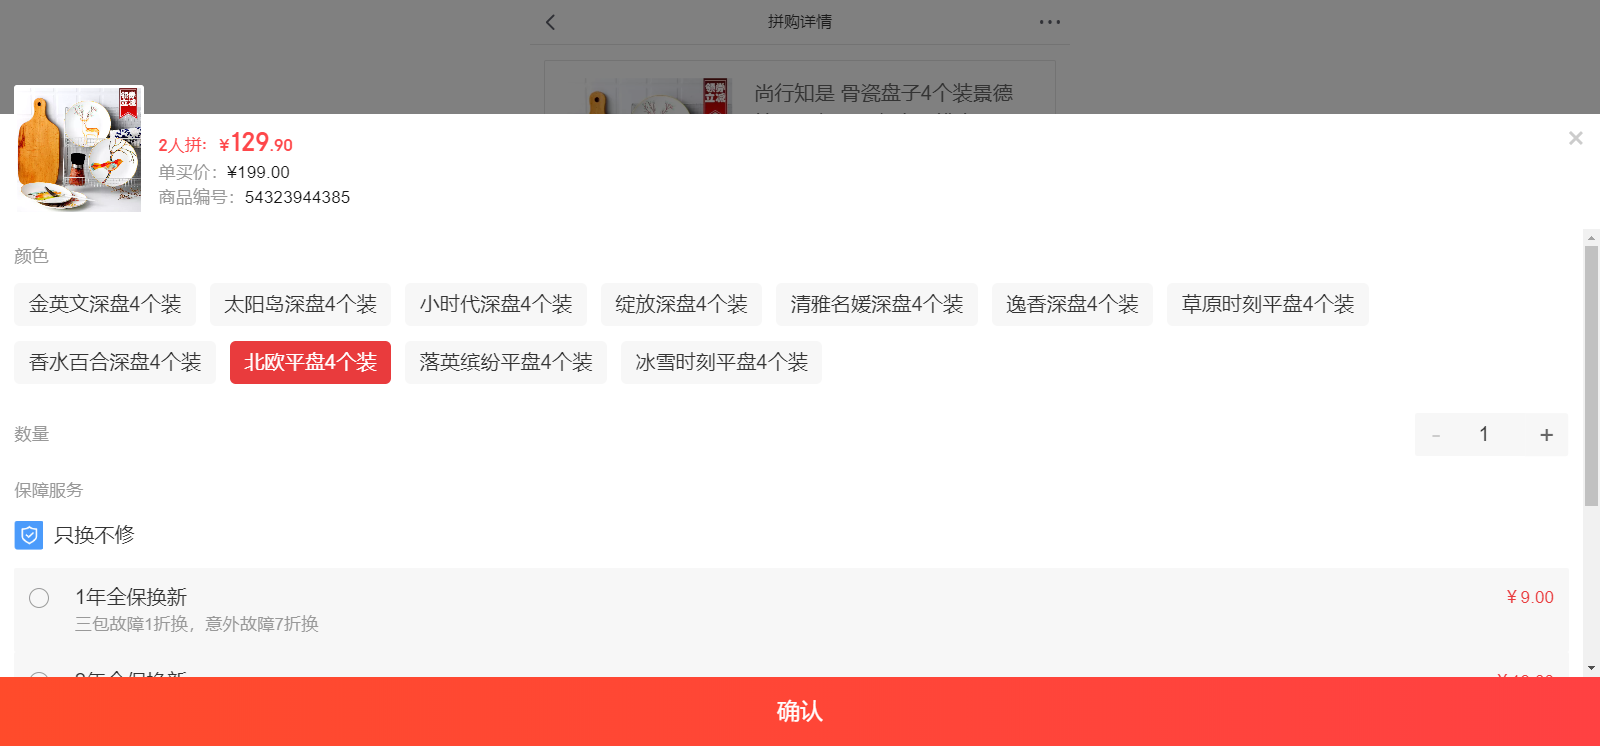 拼购详情
尚行知是 骨瓷盘子4个装景德
2人拼: ¥129.90
单买价: ¥199.00
商品编号: 54323944385
颜色
金英文深盘4个装 太阳岛深盘4个装 小时代深盘4个装 绽放深盘4个装 清雅名媛深盘4个装 逸香深盘4个装 草原时刻平盘4个装
香水百合深盘4个装 北欧平盘4个装 落英缤纷平盘4个装 冰雪时刻平盘4个装
数量 - 1 +
保障服务
只换不修
1年全保换新 ¥ 9.00
三包故障1折换，意外故障7折换
确认